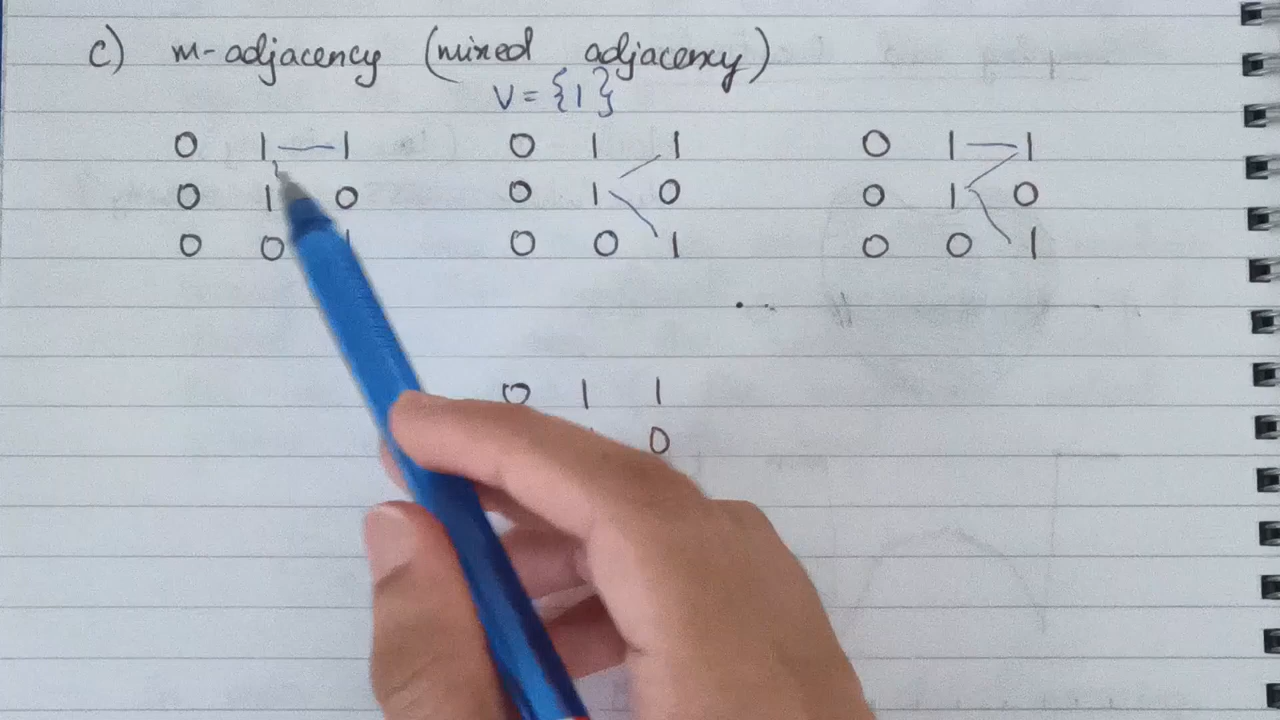 c) m-adjacency (mixed adjacency)
V = {1}
0 1 1 0 1 1 0 1 1
0 1 0 0 1 0 0 1 0
0 0 1 0 0 1 0 0 1
0 1 1
0